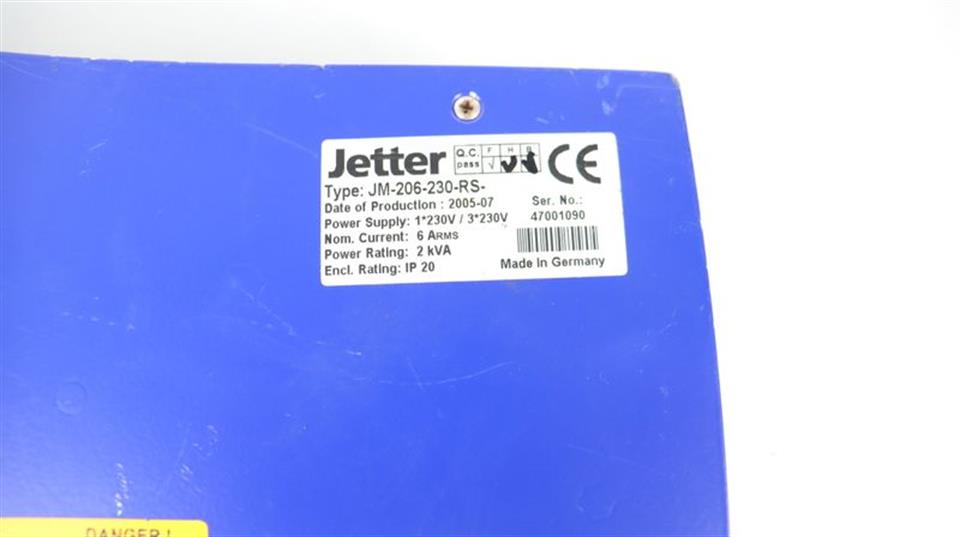 Jetter Q.C. pass F H B √ CE
Type: JM-206-230-RS-
Date of Production : 2005-07 Ser. No.:
Power Supply: 1*230V / 3*230V 47001090
Nom. Current: 6 ARMS
Power Rating: 2 kVA
Encl. Rating: IP 20 Made In Germany
DANGER !